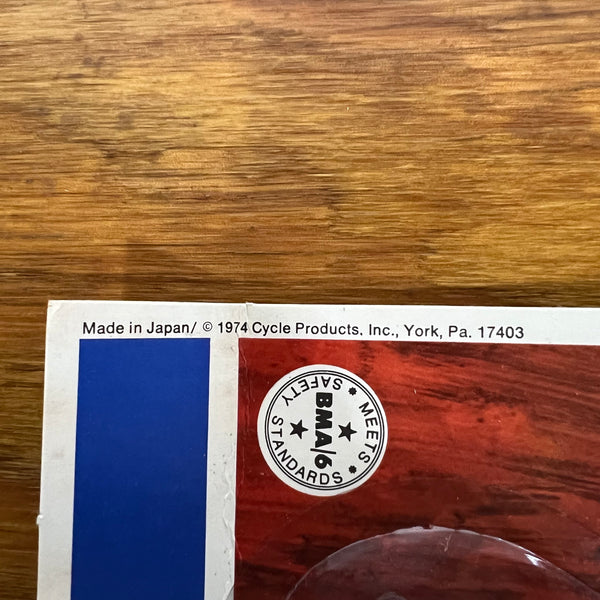 Made in Japan/ © 1974 Cycle Products, Inc., York, Pa. 17403
MEETS
SAFETY
BMA/6
STANDARDS